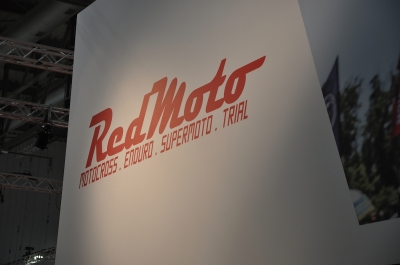 RedMoto
MOTOCROSS . ENDURO . SUPERMOTO . TRIAL